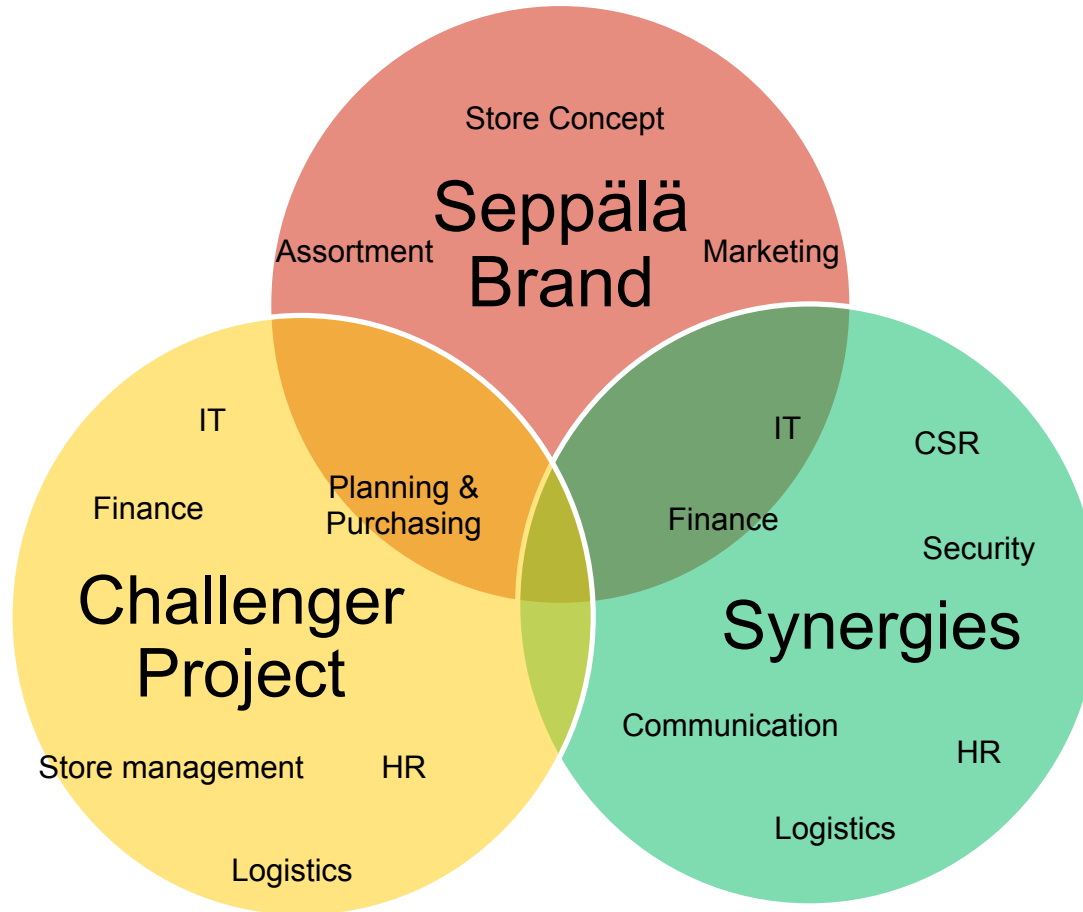 Store Concept
Seppälä
Brand
Assortment
Marketing
IT
Finance
Planning &
Purchasing
Challenger
Project
Store management
HR
Logistics
IT
Finance
CSR
Security
Synergies
Communication
HR
Logistics